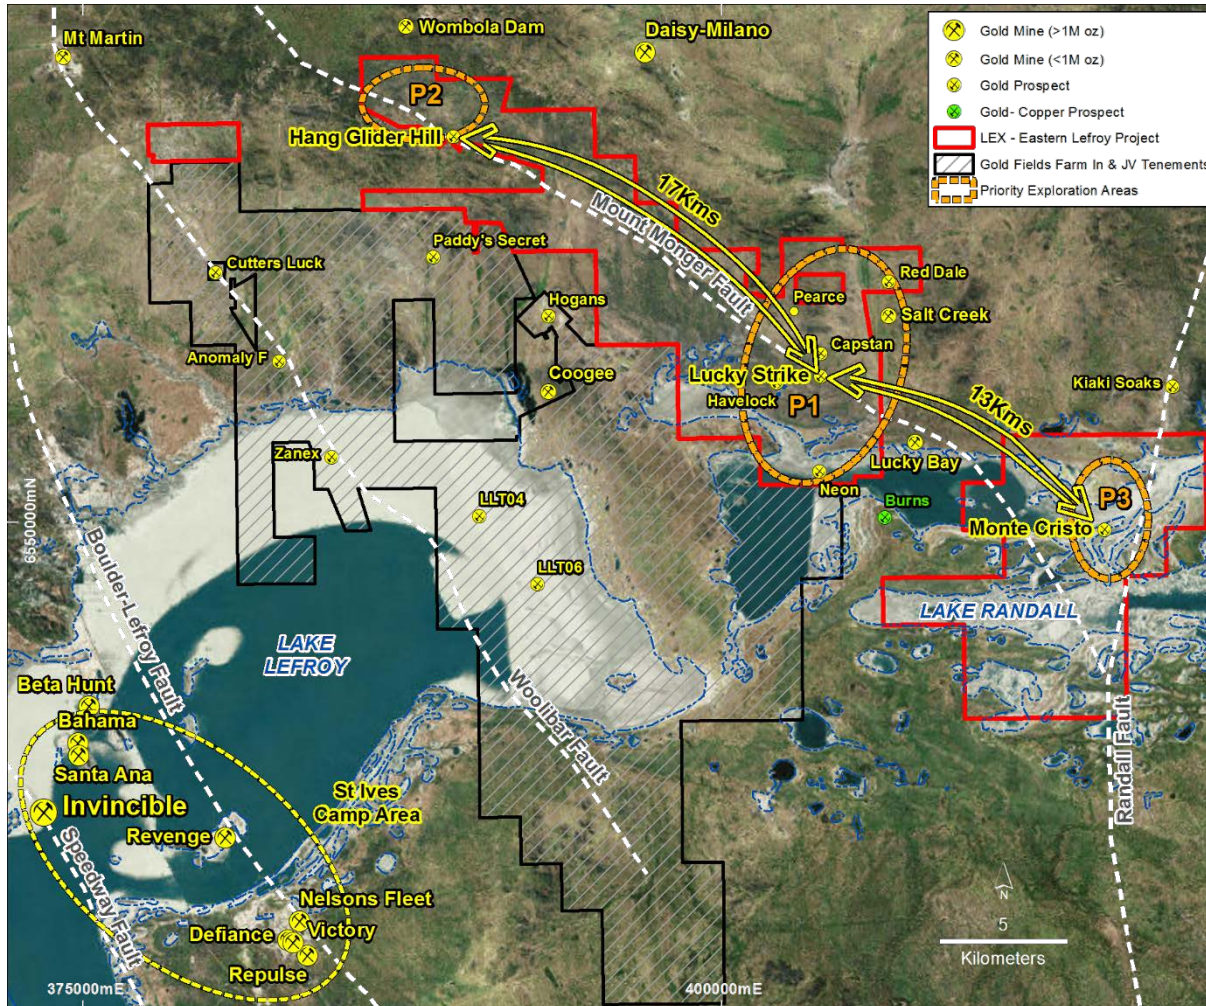 Mt Martin
Wombola Dam
Daisy-Milano
Gold Mine (>1M oz)
Gold Mine (<1M oz)
Gold Prospect
Gold- Copper Prospect
LEX - Eastern Lefroy Project
Gold Fields Farm In & JV Tenements
Priority Exploration Areas
P2
Hang Glider Hill
17Kms
Mount Monger Fault
Paddy's Secret
Cutters Luck
Hogans
Red Dale
Pearce
Salt Creek
Capstan
Anomaly F
Coogee
Lucky Strike
Havelock
P1
Kiaki Soaks
13Kms
Zanex
Lucky Bay
Neon
LLT04
Burns
P3
Monte Cristo
6550000mN
Boulder-Lefroy Fault
LLT06
LAKE RANDALL
LAKE
LEFROY
Woolibar Fault
Randall Fault
Beta Hunt
Bahama
Santa Ana
Invincible
St Ives
Camp Area
Revenge
Speedway Fault
Nelsons Fleet
Victory
Defiance
Repulse
N
5
Kilometers
375000mE
400000mE